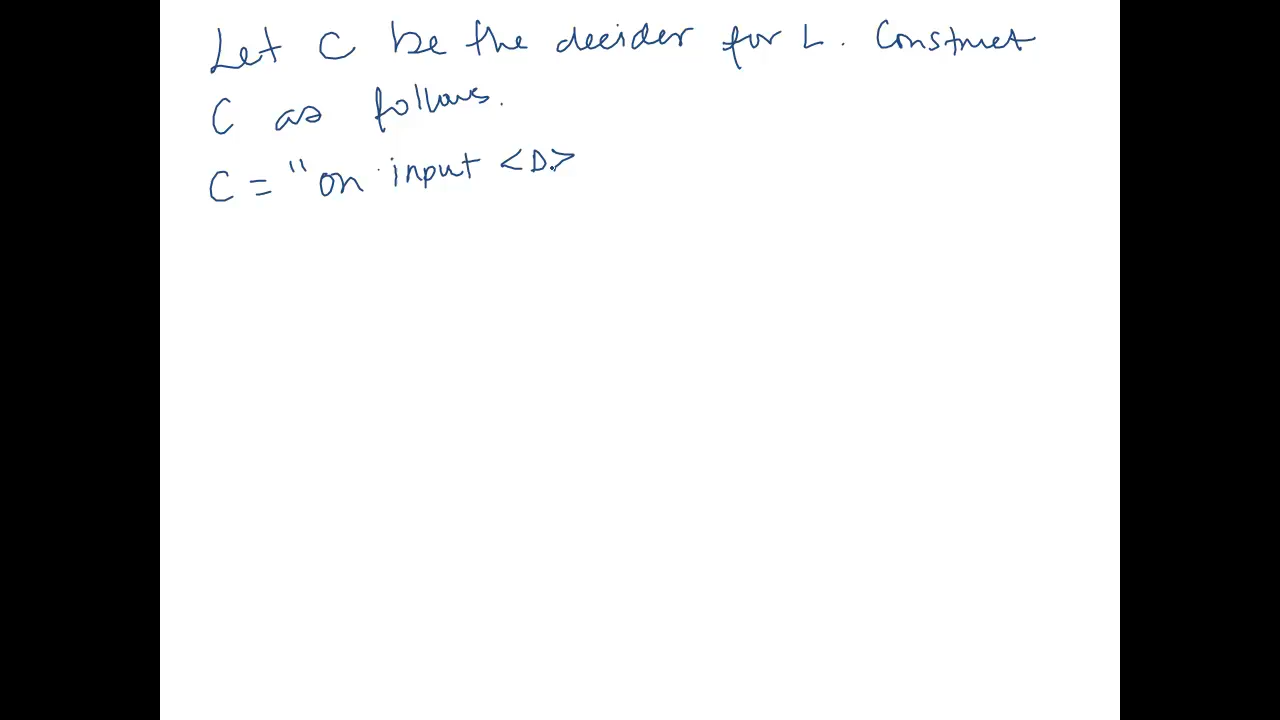 Let C be the decider for L. Construct
C as follows.
C = "on input <D>